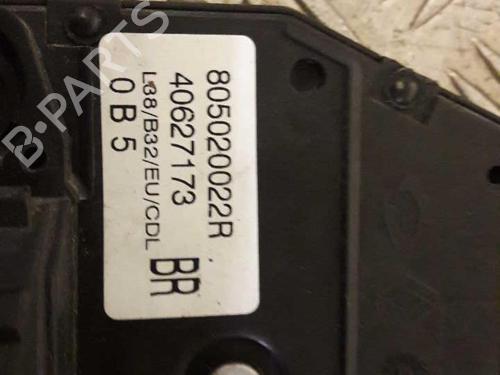 805020022R
40627173
L38/B32/EU/CDL
0 B 5
BR
B-PARTS